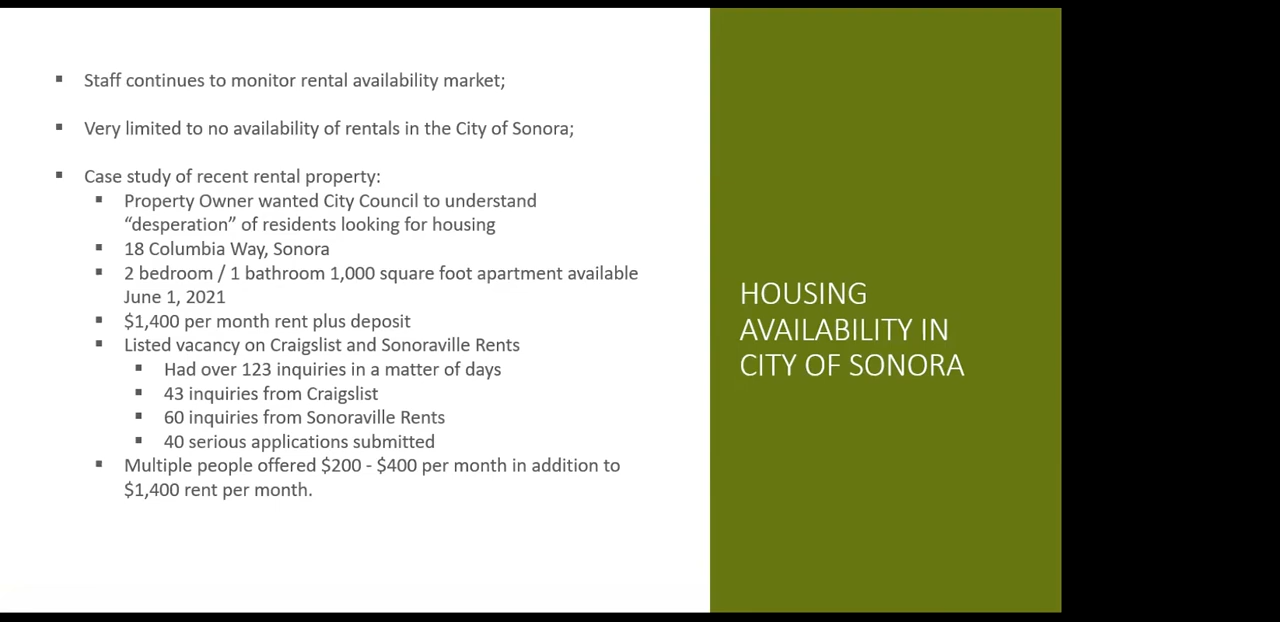 ▪ Staff continues to monitor rental availability market;
▪ Very limited to no availability of rentals in the City of Sonora;
▪ Case study of recent rental property:
▪ Property Owner wanted City Council to understand
“desperation” of residents looking for housing
▪ 18 Columbia Way, Sonora
▪ 2 bedroom / 1 bathroom 1,000 square foot apartment available
June 1, 2021
▪ $1,400 per month rent plus deposit
▪ Listed vacancy on Craigslist and Sonoraville Rents
▪ Had over 123 inquiries in a matter of days
▪ 43 inquiries from Craigslist
▪ 60 inquiries from Sonoraville Rents
▪ 40 serious applications submitted
▪ Multiple people offered $200 - $400 per month in addition to
$1,400 rent per month.
HOUSING
AVAILABILITY IN
CITY OF SONORA